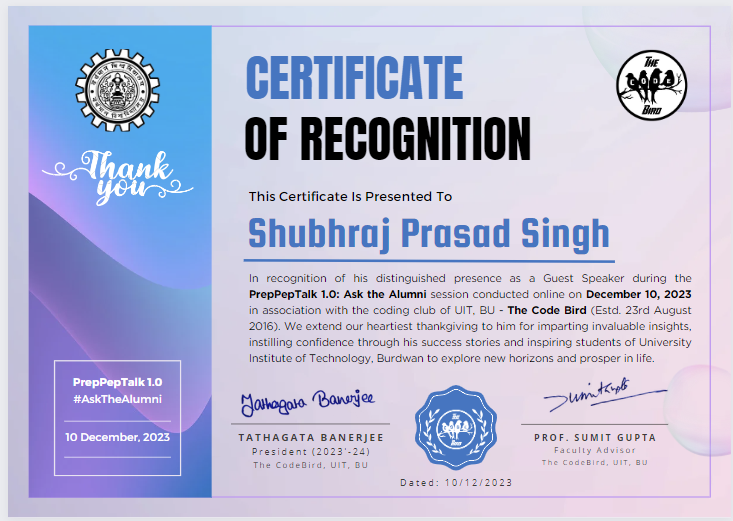 Thank
you
PrepPepTalk 1.0
#AskTheAlumni
10 December, 2023
CERTIFICATE
OF RECOGNITION
THE
CODE
BIRD
This Certificate Is Presented To
Shubhraj Prasad Singh
In recognition of his distinguished presence as a Guest Speaker during the
PrepPepTalk 1.0: Ask the Alumni session conducted online on December 10, 2023
in association with the coding club of UIT, BU - The Code Bird (Estd. 23rd August
2016). We extend our heartiest thankgiving to him for imparting invaluable insights,
instilling confidence through his success stories and inspiring students of University
Institute of Technology, Burdwan to explore new horizons and prosper in life.
Tathagata Banerjee
TATHAGATA BANERJEE
President (2023'-24)
The CodeBird, UIT, BU
THE
CODE
BIRD
Sumit Gupta
PROF. SUMIT GUPTA
Faculty Advisor
The CodeBird, UIT, BU
Dated: 10/12/2023